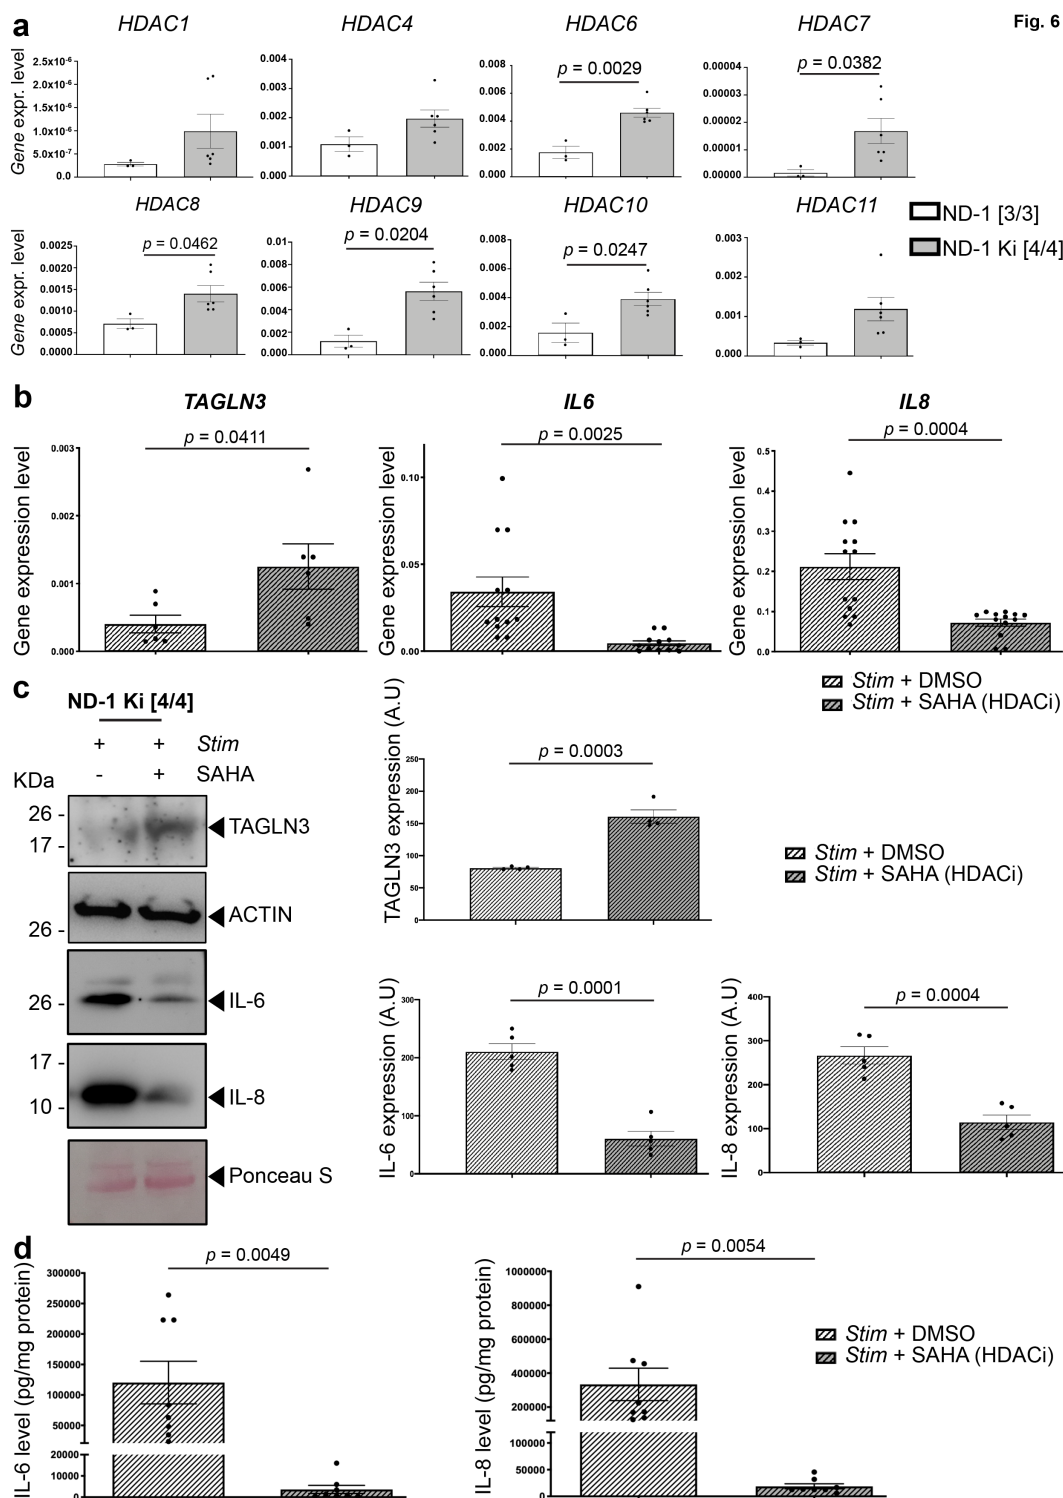 a
HDAC1 HDAC4 HDAC6 HDAC7 Fig. 6
Gene expr. level
2.5x10-6
2.0x10-6
1.5x10-6
1.0x10-6
5.0x10-7
0.0
0.004
0.003
0.002
0.001
0.000
0.008
0.006
0.004
0.002
0.000
p = 0.0029
0.00004
0.00003
0.00002
0.00001
0.00000
p = 0.0382
HDAC8 HDAC9 HDAC10 HDAC11
ND-1 [3/3]
ND-1 Ki [4/4]
Gene expr. level
0.0025
0.0020
0.0015
0.0010
0.0005
0.0000
p = 0.0462
0.01
0.008
0.006
0.004
0.002
0.000
p = 0.0204
0.008
0.006
0.004
0.002
0.000
p = 0.0247
0.003
0.002
0.001
0.000
b
TAGLN3 IL6 IL8
Gene expression level
0.003
0.002
0.001
0.000
p = 0.0411
Gene expression level
0.10
0.05
0.00
p = 0.0025
Gene expression level
0.5
0.4
0.3
0.2
0.1
0.0
p = 0.0004
Stim + DMSO
Stim + SAHA (HDACi)
c
ND-1 Ki [4/4]
+ + Stim
- + SAHA
KDa
26 -
17 -
TAGLN3
ACTIN
26 -
26 -
IL-6
17 -
10 -
IL-8
Ponceau S
TAGLN3 expression (A.U)
250
200
150
100
50
0
p = 0.0003
Stim + DMSO
Stim + SAHA (HDACi)
IL-6 expression (A.U)
300
200
100
0
p = 0.0001
IL-8 expression (A.U)
400
300
200
100
0
p = 0.0004
d
IL-6 level (pg/mg protein)
300000
250000
200000
150000
100000
50000
20000
10000
0
p = 0.0049
IL-8 level (pg/mg protein)
1000000
800000
600000
400000
200000
100000
50000
0
p = 0.0054
Stim + DMSO
Stim + SAHA (HDACi)